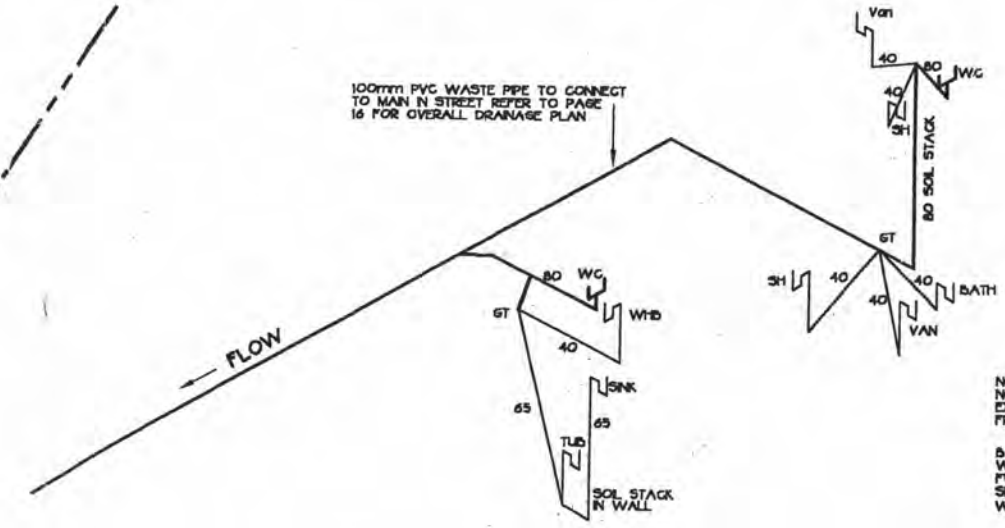 Van
40
80
WC
40
SH
80 SOIL STACK
100mm PVC WASTE PIPE TO CONNECT
TO MAIN IN STREET REFER TO PAGE
16 FOR OVERALL DRAINAGE PLAN
GT
SH
40
40
40
BATH
VAN
80
WC
WHB
GT
40
FLOW
SINK
65
65
TUB
SOIL STACK
IN WALL